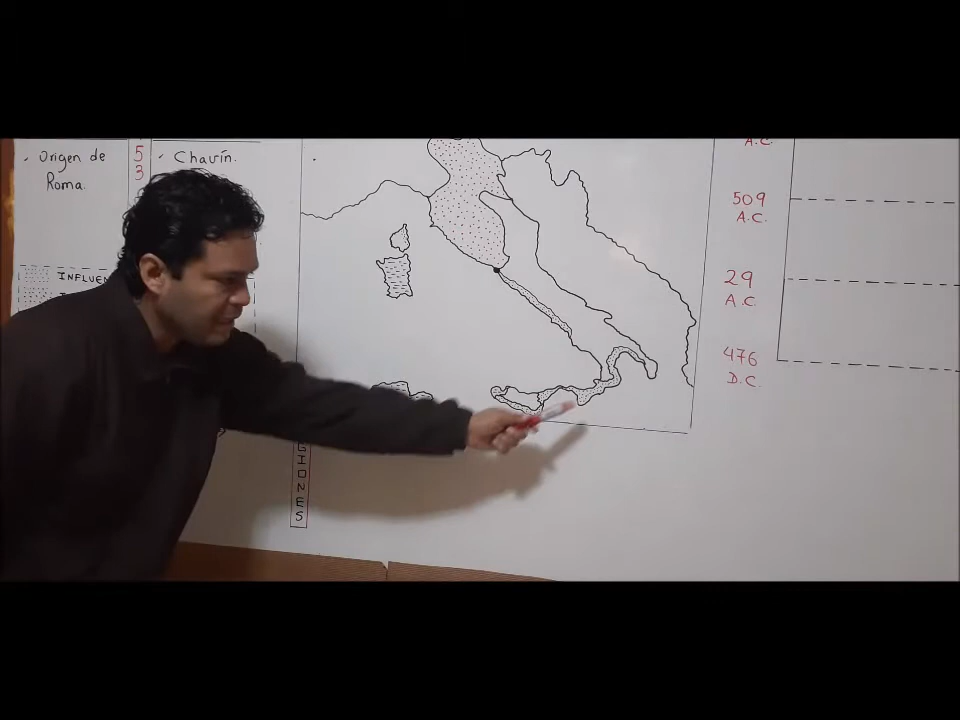 - Origen de
Roma.
5
3
- Chavín.
INFLUEN
GIONES
A.C.
509
A.C.
29
A.C.
476
D.C.